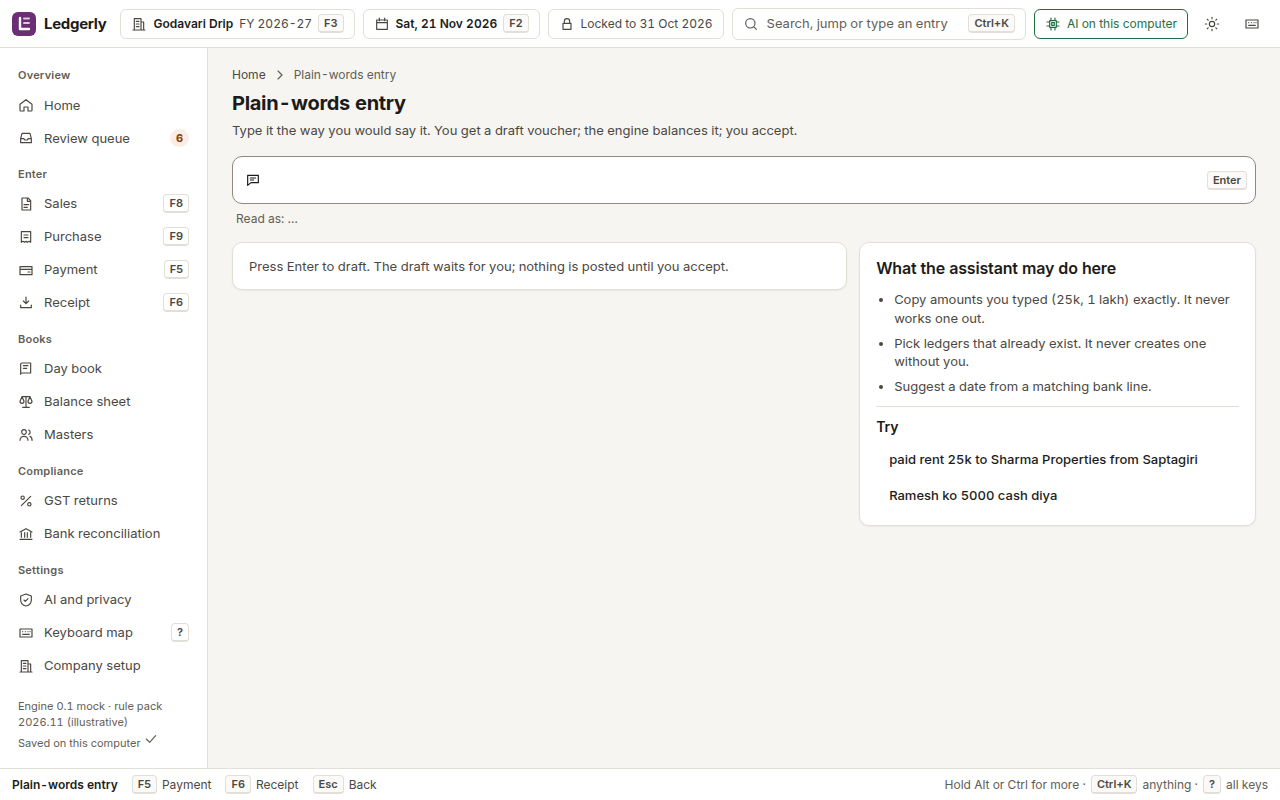 Ledgerly
Godavari Drip FY 2026-27 F3
Sat, 21 Nov 2026 F2
Locked to 31 Oct 2026
Search, jump or type an entry Ctrl+K
AI on this computer
Overview
Home
Review queue 6
Enter
Sales F8
Purchase F9
Payment F5
Receipt F6
Books
Day book
Balance sheet
Masters
Compliance
GST returns
Bank reconciliation
Settings
AI and privacy
Keyboard map ?
Company setup
Engine 0.1 mock · rule pack
2026.11 (illustrative)
Saved on this computer
Home > Plain-words entry
Plain-words entry
Type it the way you would say it. You get a draft voucher; the engine balances it; you accept.
Enter
Read as: ...
Press Enter to draft. The draft waits for you; nothing is posted until you accept.
What the assistant may do here
• Copy amounts you typed (25k, 1 lakh) exactly. It never
works one out.
• Pick ledgers that already exist. It never creates one
without you.
• Suggest a date from a matching bank line.
Try
paid rent 25k to Sharma Properties from Saptagiri
Ramesh ko 5000 cash diya
Plain-words entry F5 Payment F6 Receipt Esc Back
Hold Alt or Ctrl for more · Ctrl+K anything · ? all keys